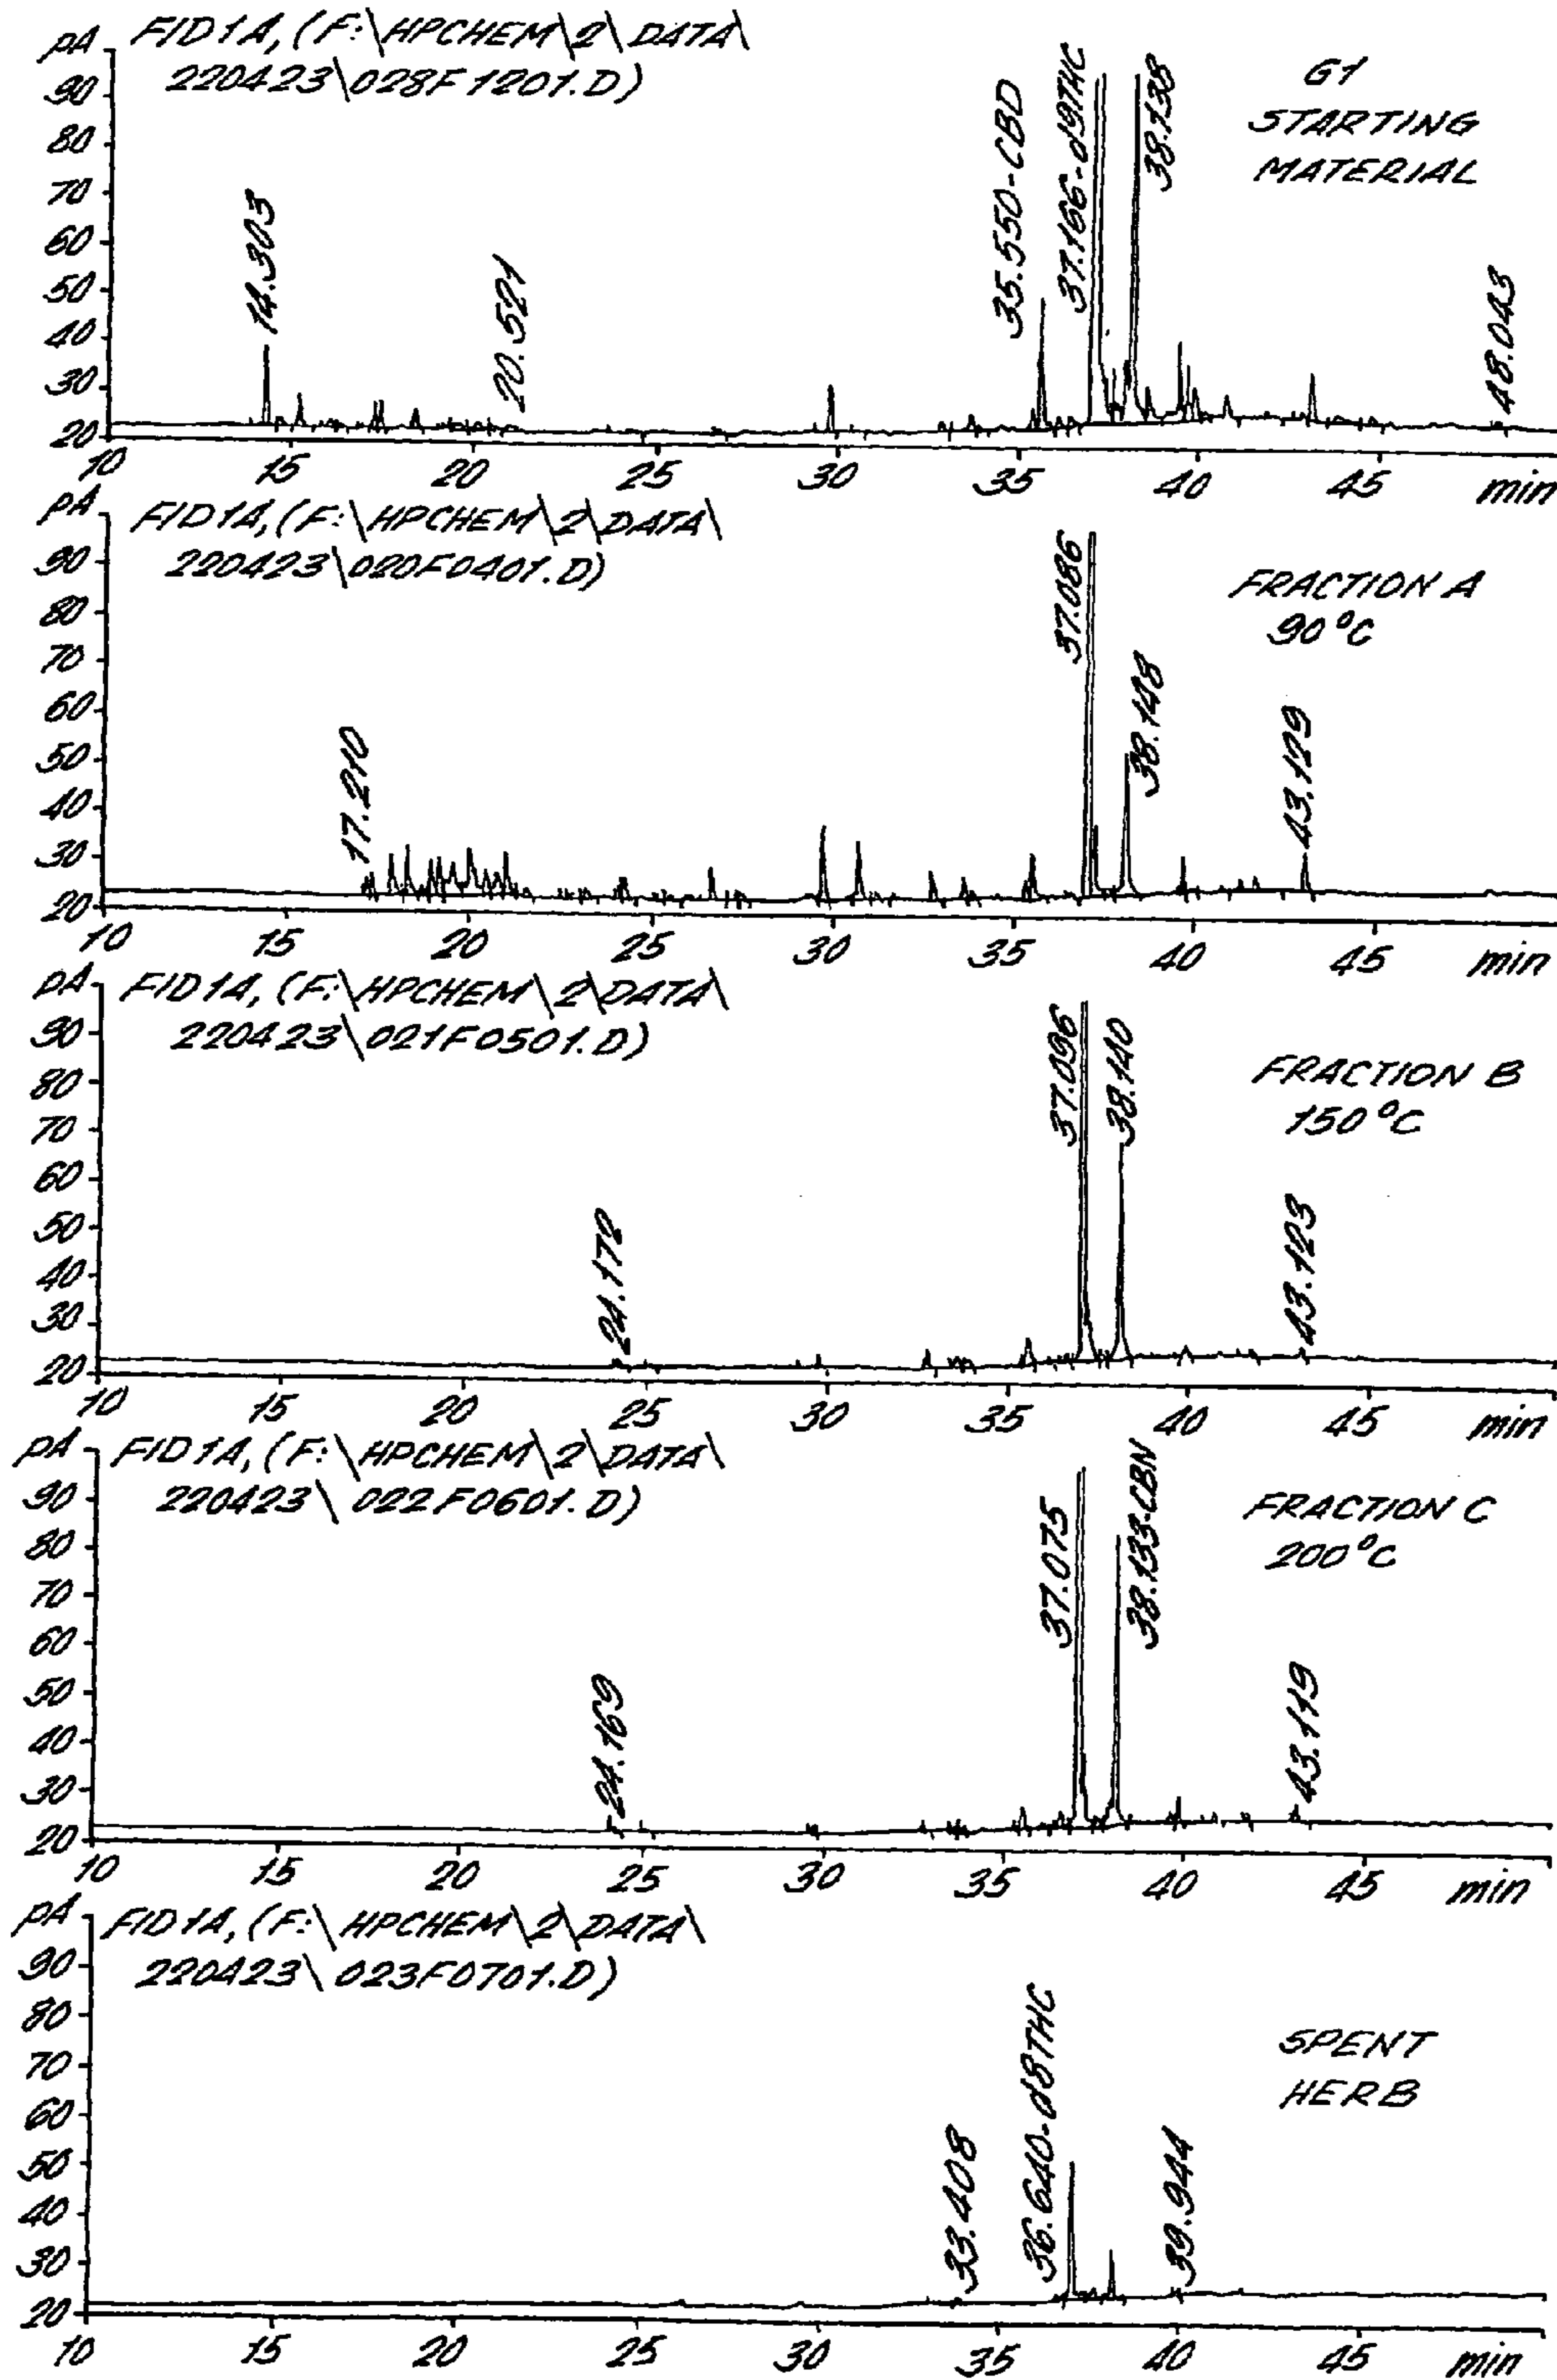 pA FID1A, (F:\HPCHEM\2\DATA\
220423\028F1201.D)
G1
STARTING
MATERIAL
90
80
70
60
50
40
30
20
14.303
20.521
35.550-CBD
37.166-d9THC
38.138
48.043
10 15 20 25 30 35 40 45 min
pA FID1A, (F:\HPCHEM\2\DATA\
220423\020F0401.D)
FRACTION A
90°C
90
80
70
60
50
40
30
20
17.210
37.086
38.148
43.129
10 15 20 25 30 35 40 45 min
pA FID1A, (F:\HPCHEM\2\DATA\
220423\021F0501.D)
FRACTION B
150°C
90
80
70
60
50
40
30
20
24.172
37.096
38.140
43.123
10 15 20 25 30 35 40 45 min
pA FID1A, (F:\HPCHEM\2\DATA\
220423\022F0601.D)
FRACTION C
200°C
90
80
70
60
50
40
30
20
24.169
37.075
38.133-CBN
43.119
10 15 20 25 30 35 40 45 min
pA FID1A, (F:\HPCHEM\2\DATA\
220423\023F0701.D)
SPENT
HERB
90
80
70
60
50
40
30
20
33.408
36.640-d8THC
39.944
10 15 20 25 30 35 40 45 min